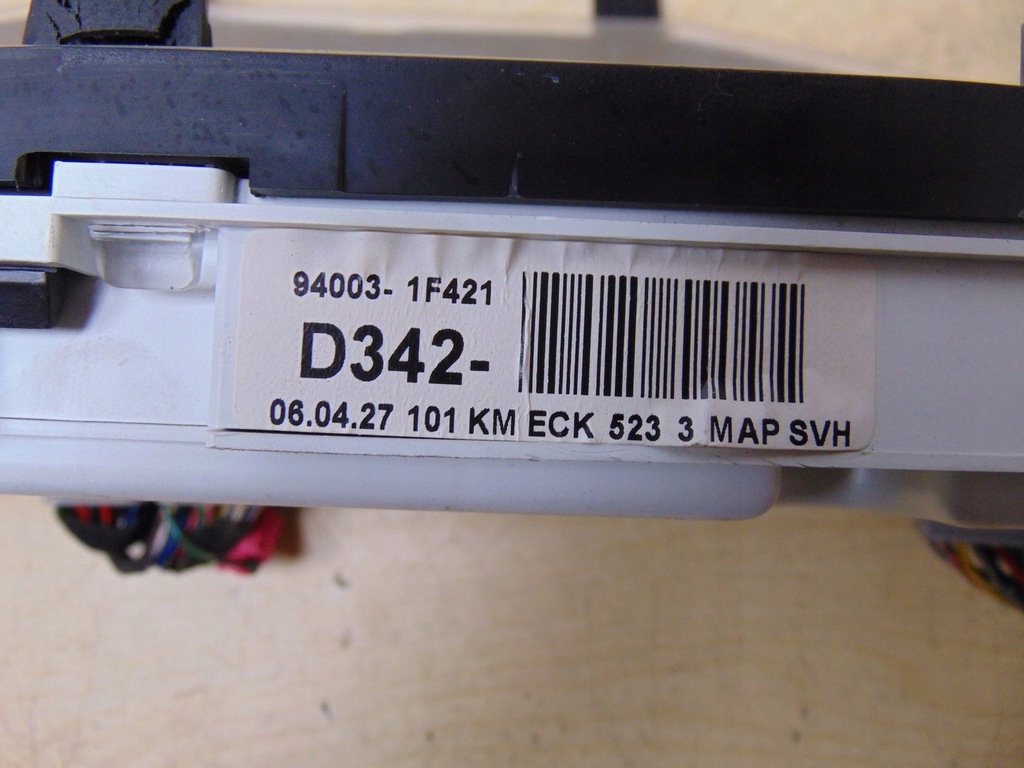 94003- 1F421
D342-
06.04.27 101 KM ECK 523 3 MAP SVH